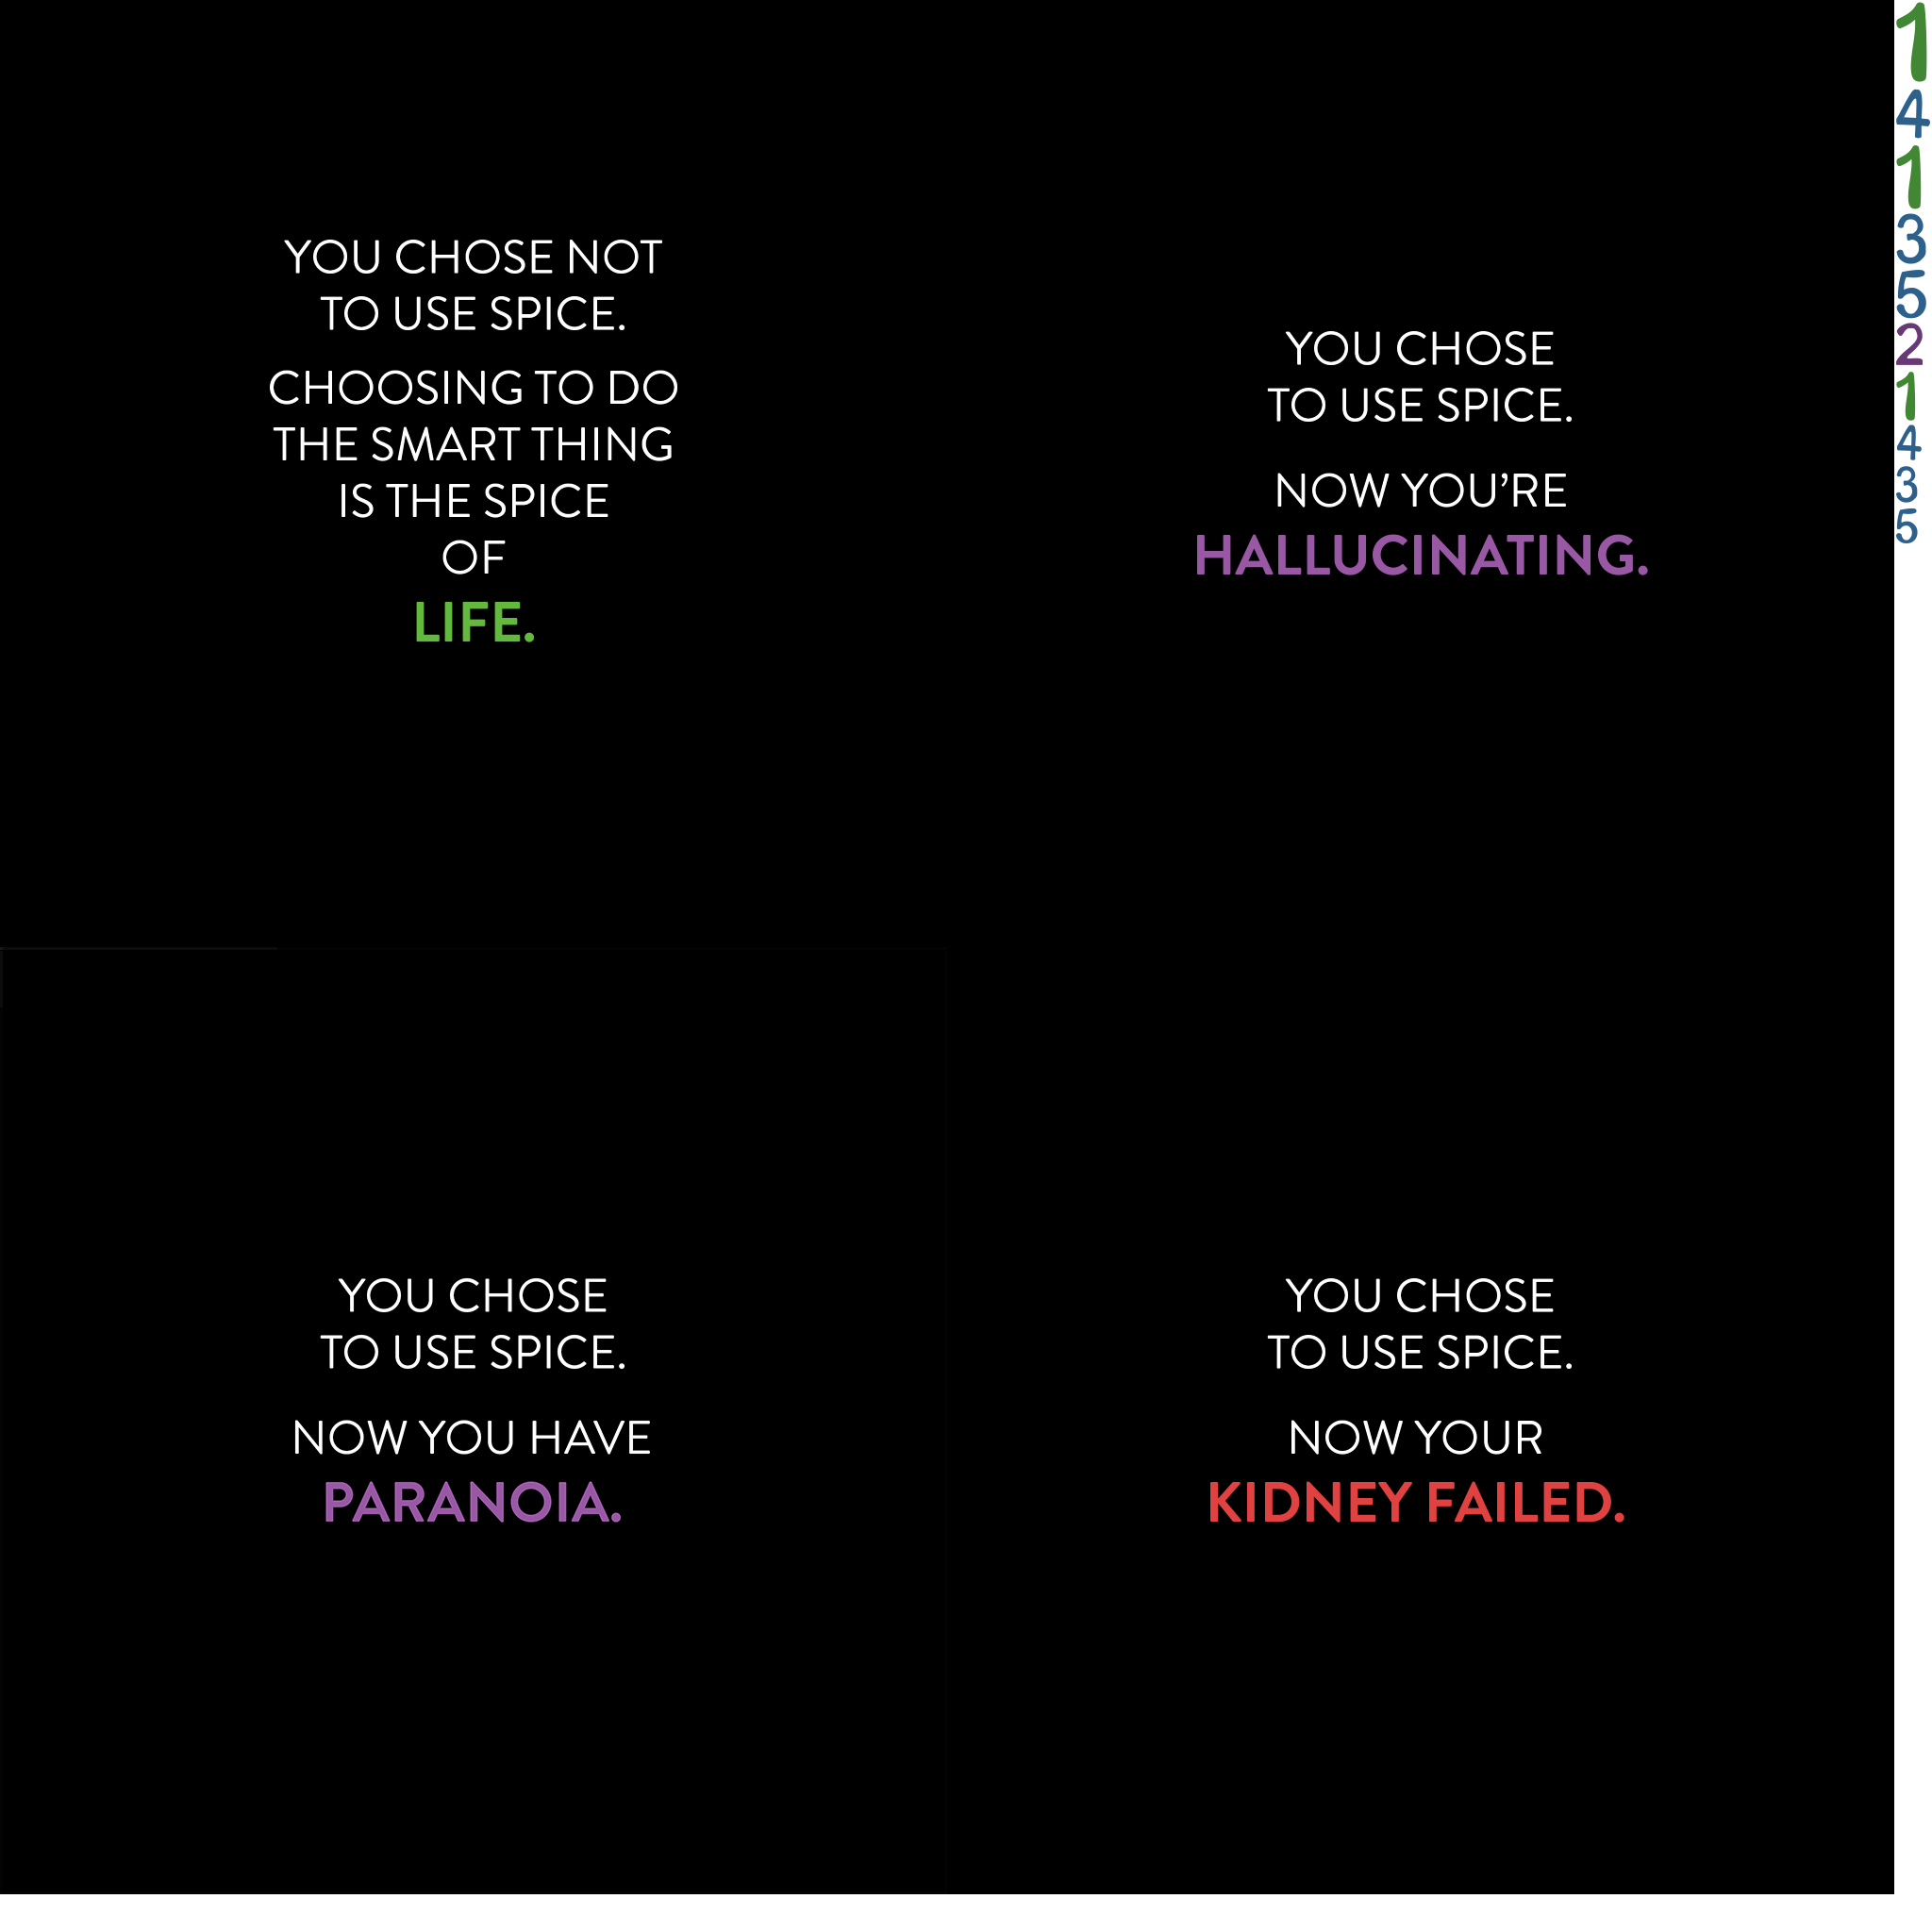 YOU CHOSE NOT
TO USE SPICE.
CHOOSING TO DO
THE SMART THING
IS THE SPICE
OF
LIFE.
YOU CHOSE
TO USE SPICE.
NOW YOU'RE
HALLUCINATING.
YOU CHOSE
TO USE SPICE.
NOW YOU HAVE
PARANOIA.
YOU CHOSE
TO USE SPICE.
NOW YOUR
KIDNEY FAILED.
1
4
1
3
5
2
1
4
3
5